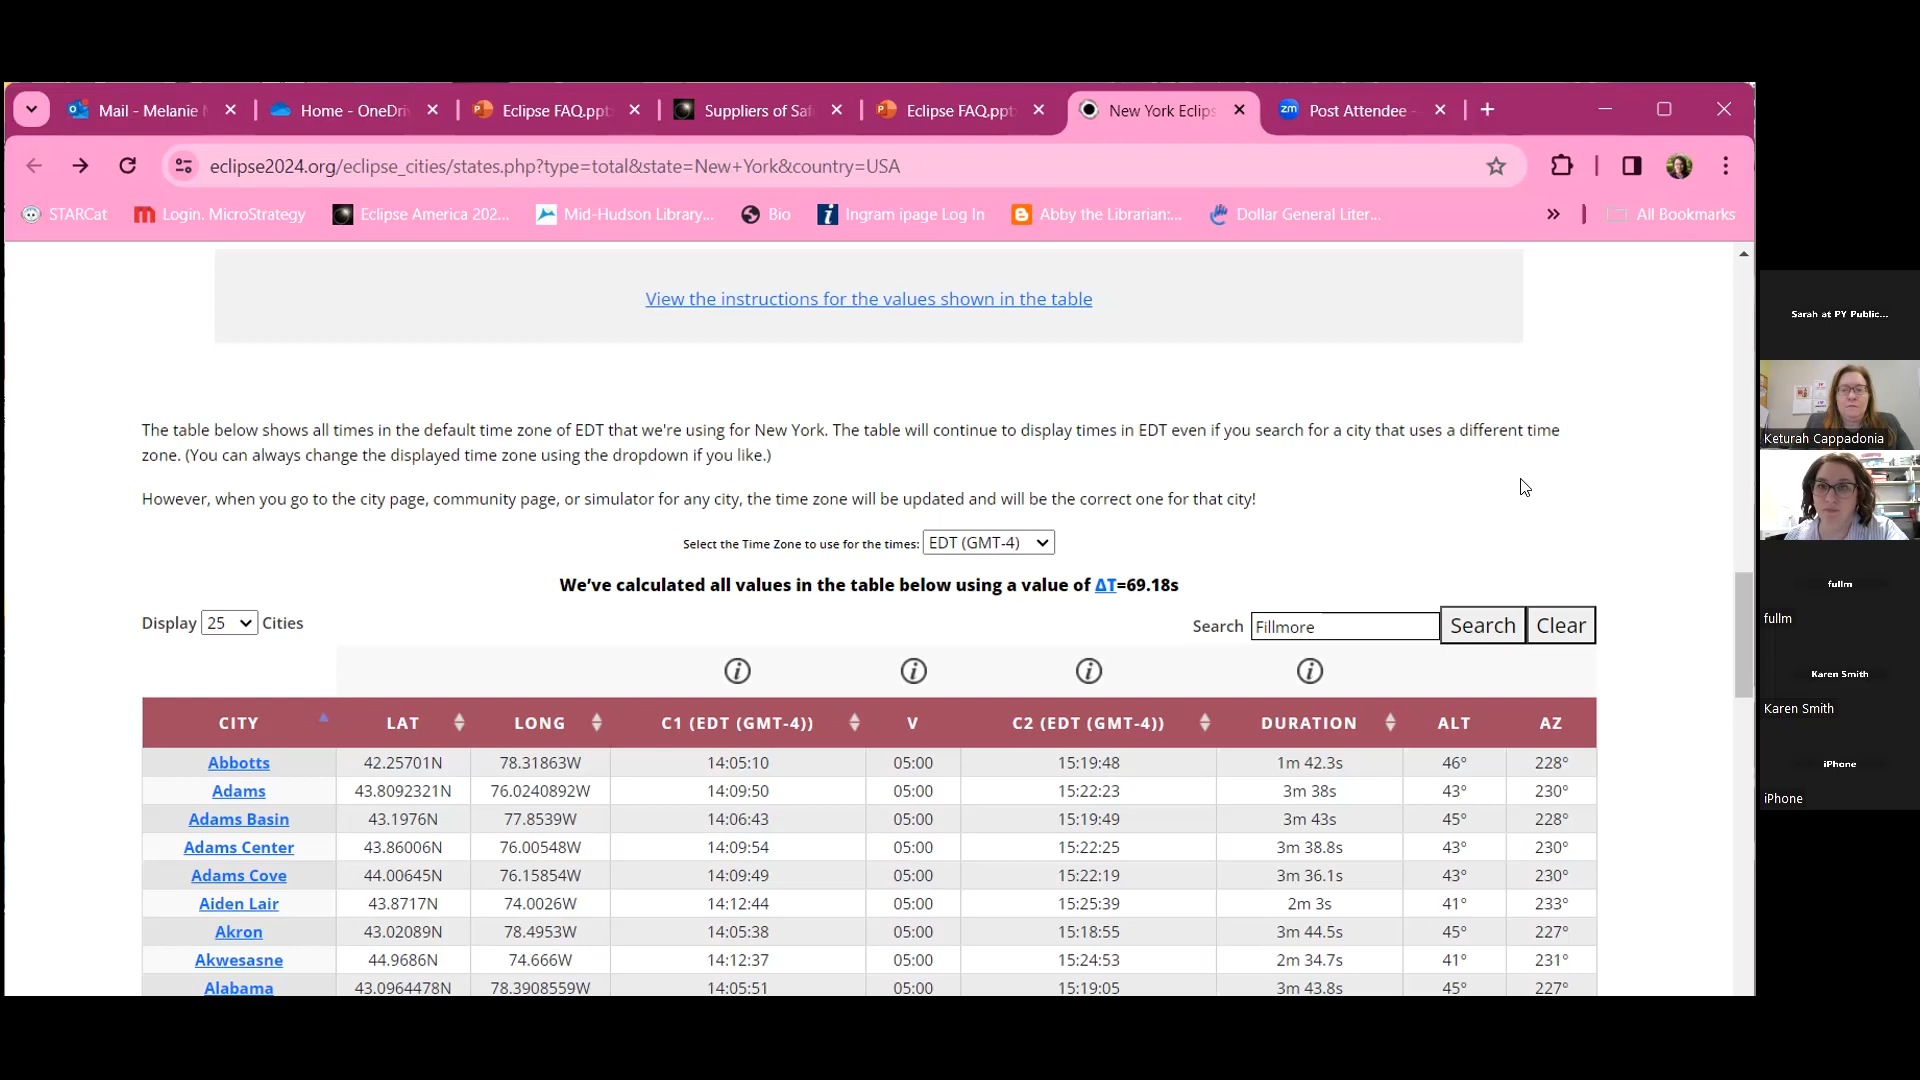 Mail - Melanie
Home - OneDri
Eclipse FAQ.ppt
Suppliers of Saf
Eclipse FAQ.ppt
New York Eclips
zm Post Attendee -
eclipse2024.org/eclipse_cities/states.php?type=total&state=New+York&country=USA
STARCat
Login. MicroStrategy
Eclipse America 202...
Mid-Hudson Library...
Bio
Ingram ipage Log In
Abby the Librarian:...
Dollar General Liter...
All Bookmarks
View the instructions for the values shown in the table
The table below shows all times in the default time zone of EDT that we're using for New York. The table will continue to display times in EDT even if you search for a city that uses a different time
zone. (You can always change the displayed time zone using the dropdown if you like.)
However, when you go to the city page, community page, or simulator for any city, the time zone will be updated and will be the correct one for that city!
Select the Time Zone to use for the times: EDT (GMT-4)
We've calculated all values in the table below using a value of ΔT=69.18s
Display 25 Cities
Search Fillmore Search Clear
CITY LAT LONG C1 (EDT (GMT-4)) V C2 (EDT (GMT-4)) DURATION ALT AZ
Abbotts 42.25701N 78.31863W 14:05:10 05:00 15:19:48 1m 42.3s 46° 228°
Adams 43.8092321N 76.0240892W 14:09:50 05:00 15:22:23 3m 38s 43° 230°
Adams Basin 43.1976N 77.8539W 14:06:43 05:00 15:19:49 3m 43s 45° 228°
Adams Center 43.86006N 76.00548W 14:09:54 05:00 15:22:25 3m 38.8s 43° 230°
Adams Cove 44.00645N 76.15854W 14:09:49 05:00 15:22:19 3m 36.1s 43° 230°
Aiden Lair 43.8717N 74.0026W 14:12:44 05:00 15:25:39 2m 3s 41° 233°
Akron 43.02089N 78.4953W 14:05:38 05:00 15:18:55 3m 44.5s 45° 227°
Akwesasne 44.9686N 74.666W 14:12:37 05:00 15:24:53 2m 34.7s 41° 231°
Alabama 43.0964478N 78.3908559W 14:05:51 05:00 15:19:05 3m 43.8s 45° 227°
Sarah at PY Public...
Keturah Cappadonia
fullm
fullm
Karen Smith
Karen Smith
iPhone
iPhone